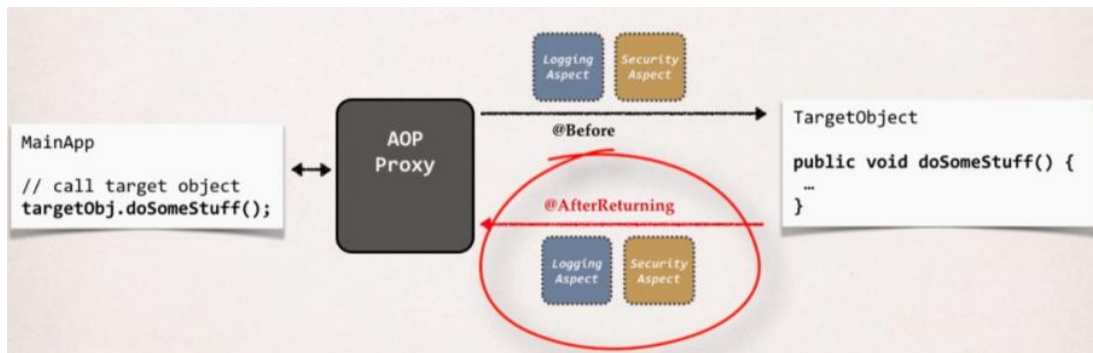 MainApp
// call target object
targetObj.doSomeStuff();
AOP
Proxy
Logging
Aspect
Security
Aspect
@Before
@AfterReturning
Logging
Aspect
Security
Aspect
TargetObject
public void doSomeStuff() {
…
}